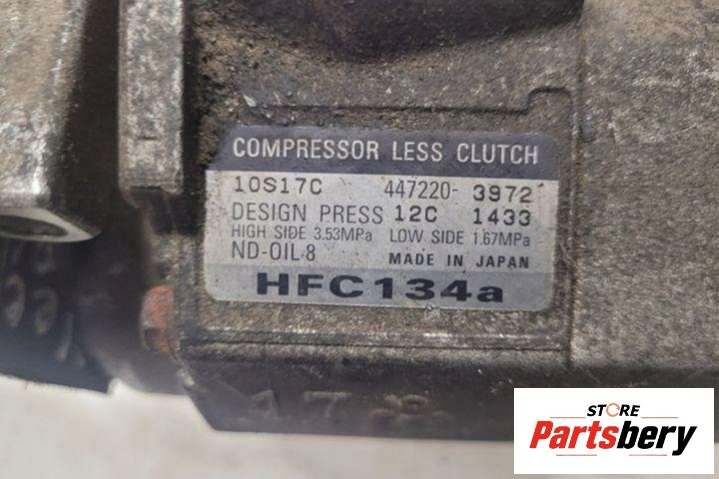 COMPRESSOR LESS CLUTCH
10S17C 447220- 3972
DESIGN PRESS 12C 1433
HIGH SIDE 3.53MPa LOW SIDE 1.67MPa
ND-OIL 8 MADE IN JAPAN
HFC134a
STORE
Partsbery